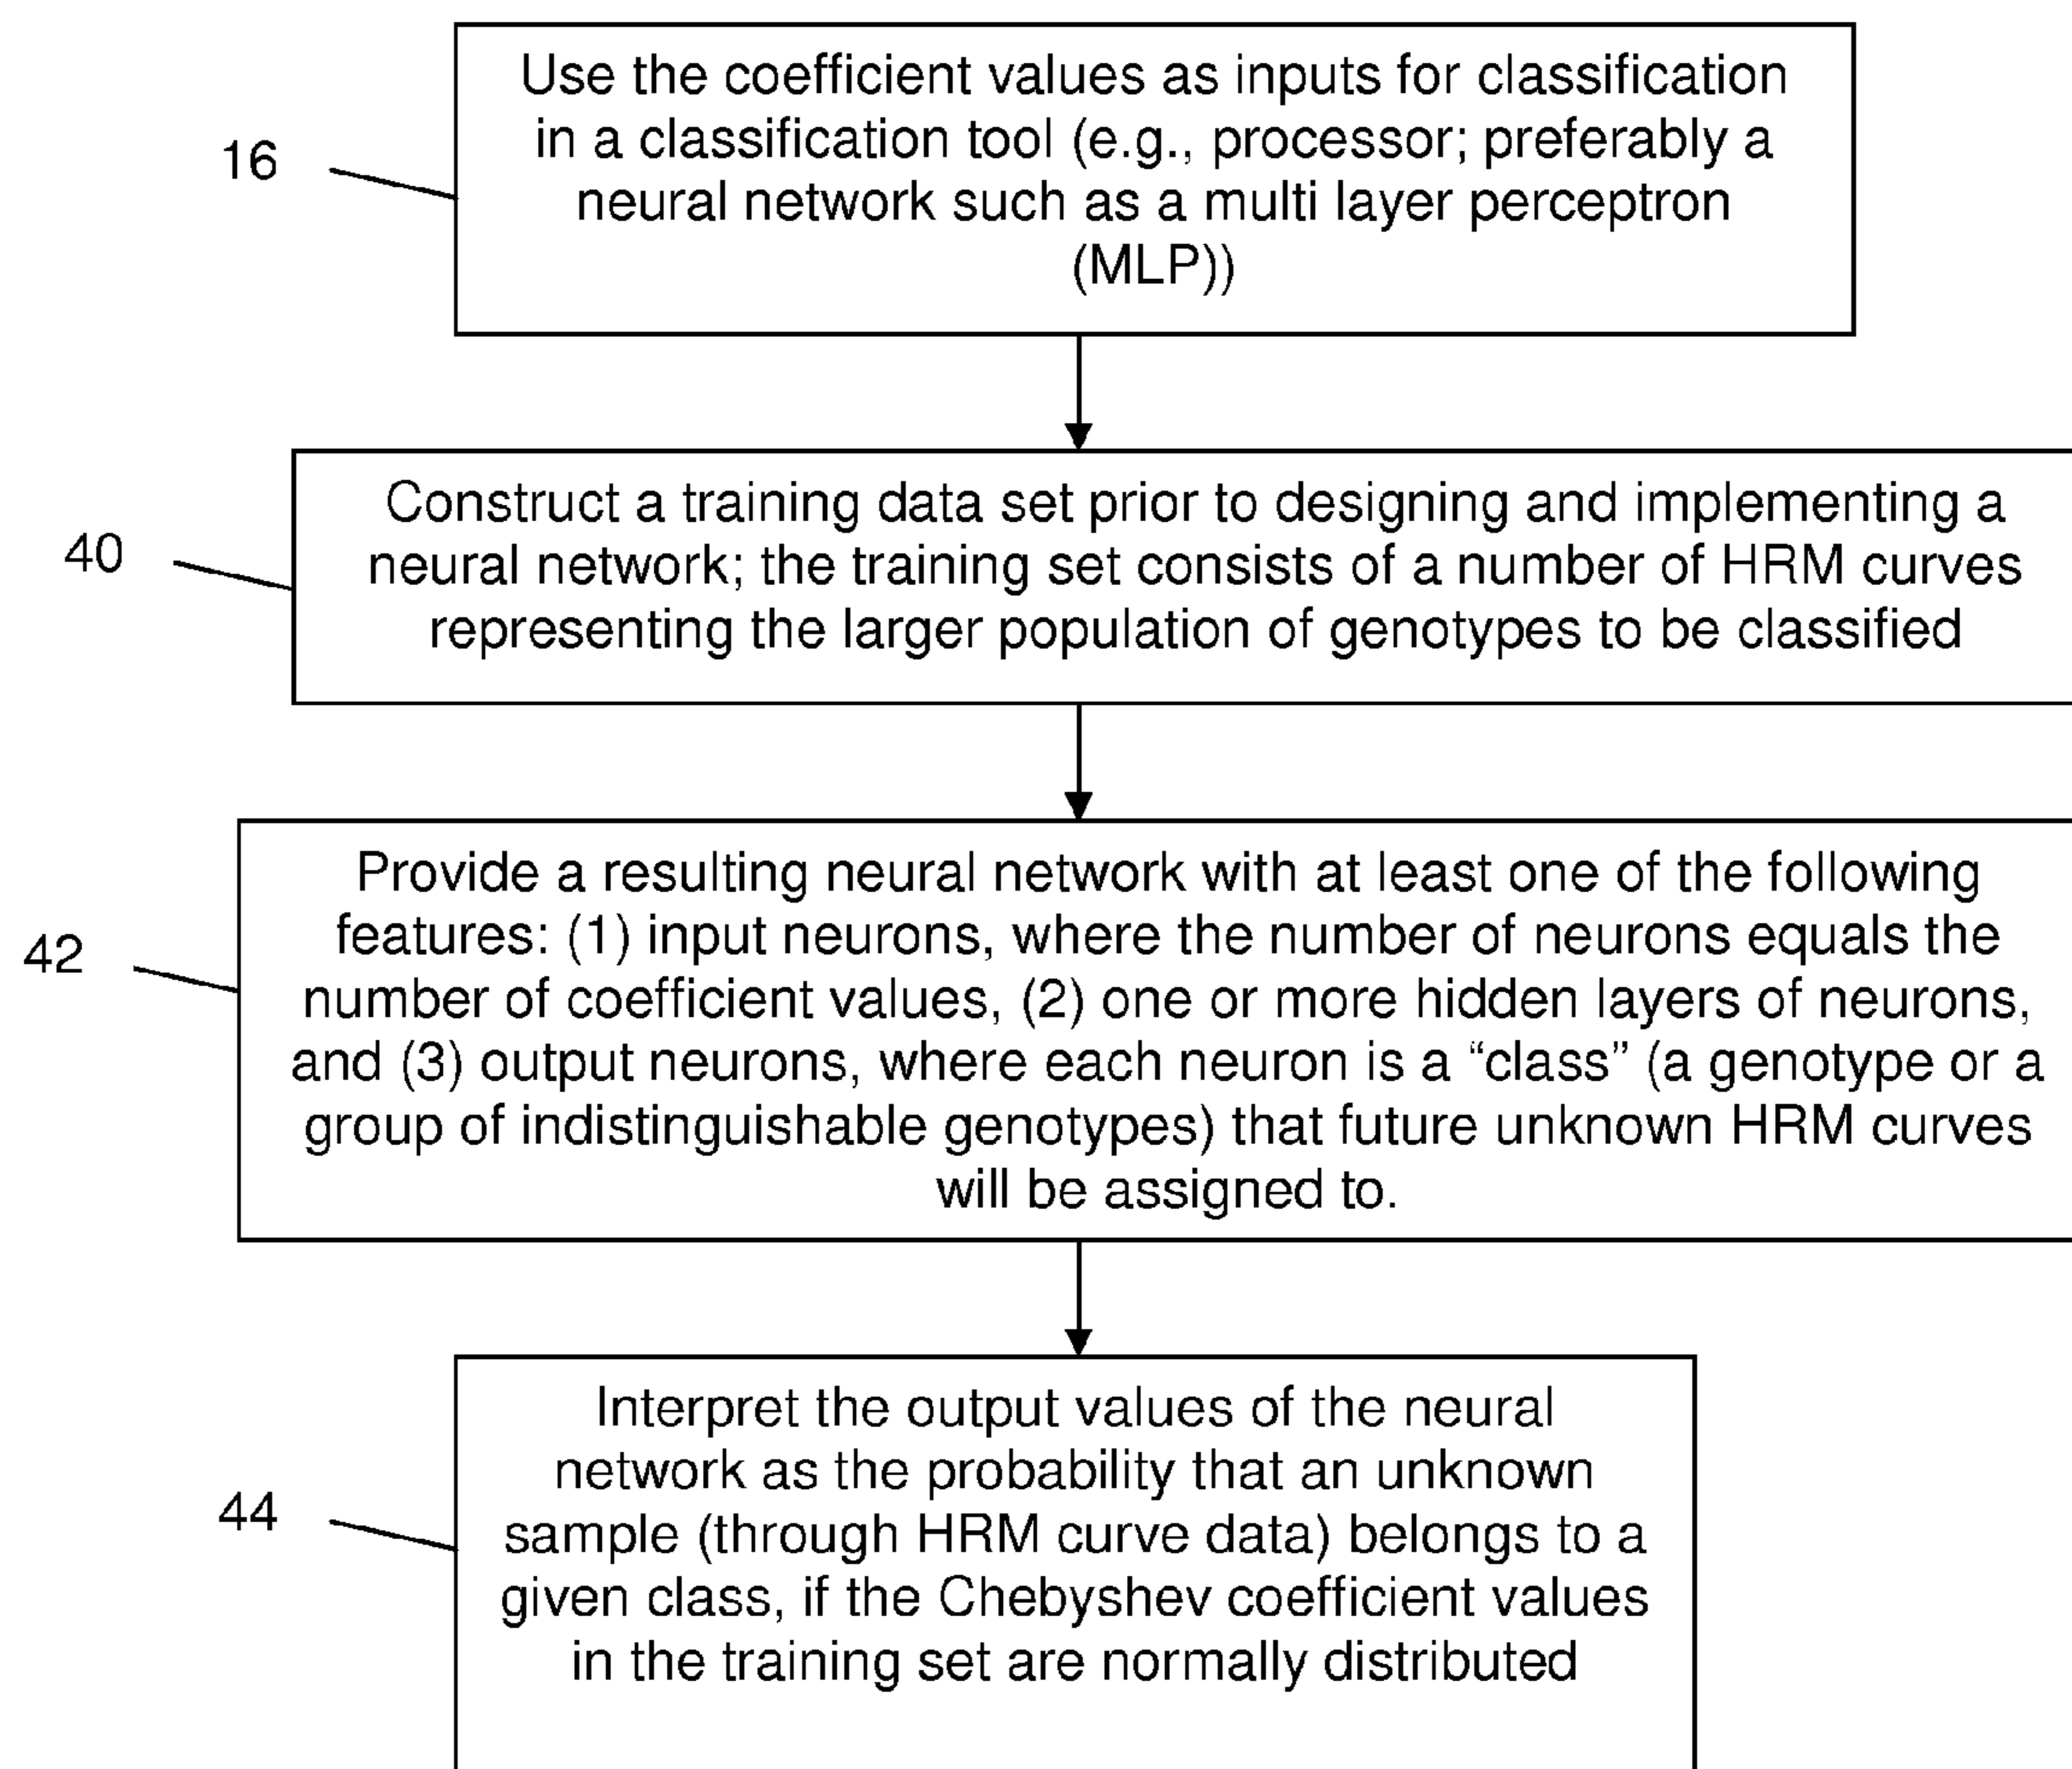 Use the coefficient values as inputs for classification
in a classification tool (e.g., processor; preferably a
neural network such as a multi layer perceptron
(MLP))
16
Construct a training data set prior to designing and implementing a
neural network; the training set consists of a number of HRM curves
representing the larger population of genotypes to be classified
40
Provide a resulting neural network with at least one of the following
features: (1) input neurons, where the number of neurons equals the
number of coefficient values, (2) one or more hidden layers of neurons,
and (3) output neurons, where each neuron is a “class” (a genotype or a
group of indistinguishable genotypes) that future unknown HRM curves
will be assigned to.
42
Interpret the output values of the neural
network as the probability that an unknown
sample (through HRM curve data) belongs to a
given class, if the Chebyshev coefficient values
in the training set are normally distributed
44